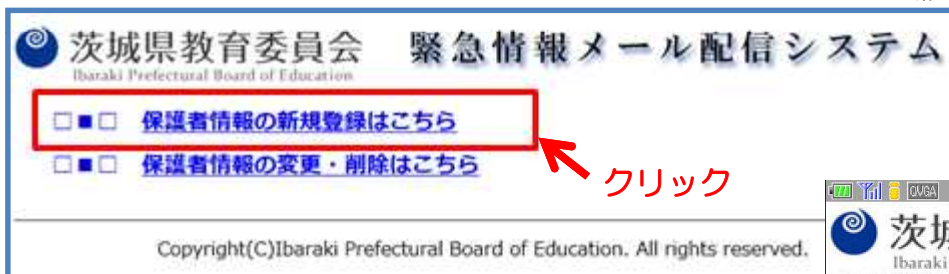 茨城県教育委員会 緊急情報メール配信システム
Ibaraki Prefectural Board of Education
□■□ 保護者情報の新規登録はこちら
□■□ 保護者情報の変更・削除はこちら
クリック
QVGA
Copyright(C)Ibaraki Prefectural Board of Education. All rights reserved.
茨城
Ibaraki